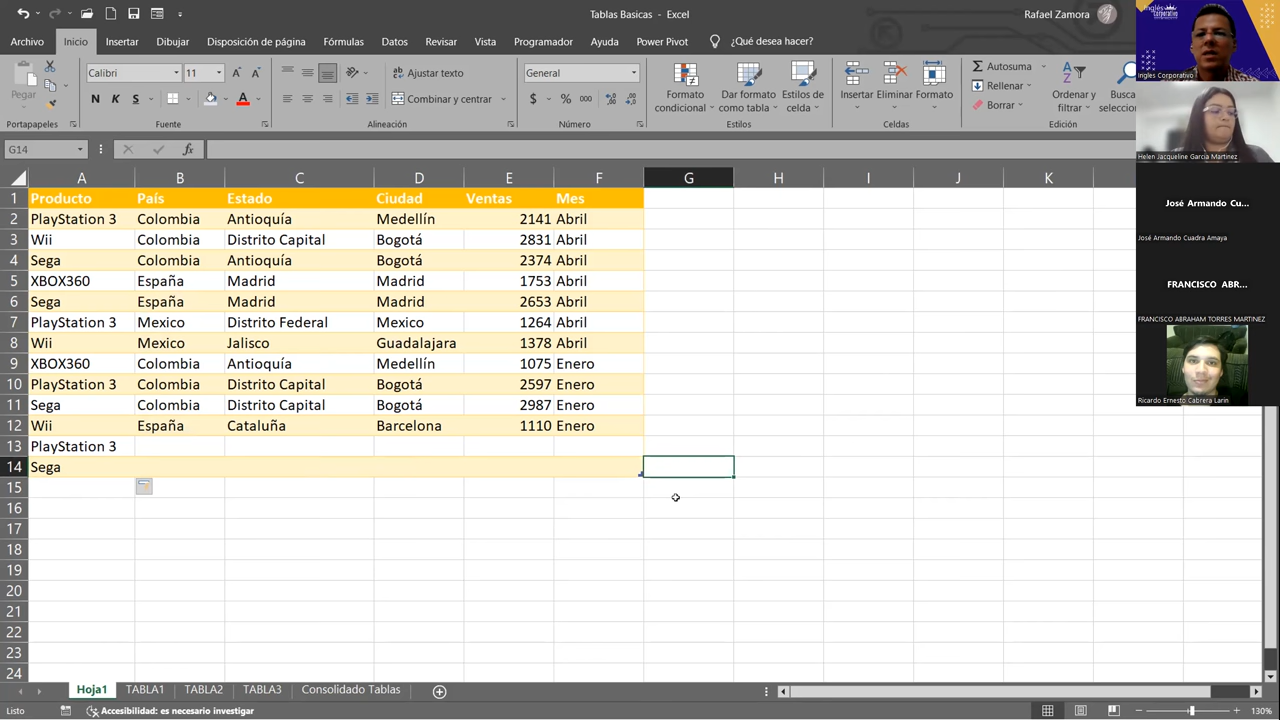 Tablas Basicas - Excel
Rafael Zamora
Archivo Inicio Insertar Dibujar Disposición de página Fórmulas Datos Revisar Vista Programador Ayuda Power Pivot ¿Qué desea hacer?
Pegar
Calibri 11
N K S
Ajustar texto
Combinar y centrar
General
$ % 000
Formato condicional
Dar formato como tabla
Estilos de celda
Insertar Eliminar Formato
Autosuma
Rellenar
Borrar
Ordenar y filtrar
Portapapeles Fuente Alineación Número Estilos Celdas Edición
G14 fx
A B C D E F G H I J K
1 Producto País Estado Ciudad Ventas Mes
2 PlayStation 3 Colombia Antioquía Medellín 2141 Abril
3 Wii Colombia Distrito Capital Bogotá 2831 Abril
4 Sega Colombia Antioquía Bogotá 2374 Abril
5 XBOX360 España Madrid Madrid 1753 Abril
6 Sega España Madrid Madrid 2653 Abril
7 PlayStation 3 Mexico Distrito Federal Mexico 1264 Abril
8 Wii Mexico Jalisco Guadalajara 1378 Abril
9 XBOX360 Colombia Antioquía Medellín 1075 Enero
10 PlayStation 3 Colombia Distrito Capital Bogotá 2597 Enero
11 Sega Colombia Distrito Capital Bogotá 2987 Enero
12 Wii España Cataluña Barcelona 1110 Enero
13 PlayStation 3
14 Sega
15
16
17
18
19
20
21
22
23
24
Hoja1 TABLA1 TABLA2 TABLA3 Consolidado Tablas
Listo Accesibilidad: es necesario investigar
130%
Inglés corporativo
Ingles Corporativo
Helen Jacqueline Garcia Martinez
José Armando Cu...
José Armando Cuadra Amaya
FRANCISCO ABR...
FRANCISCO ABRAHAM TORRES MARTINEZ
Ricardo Ernesto Cabrera Larin